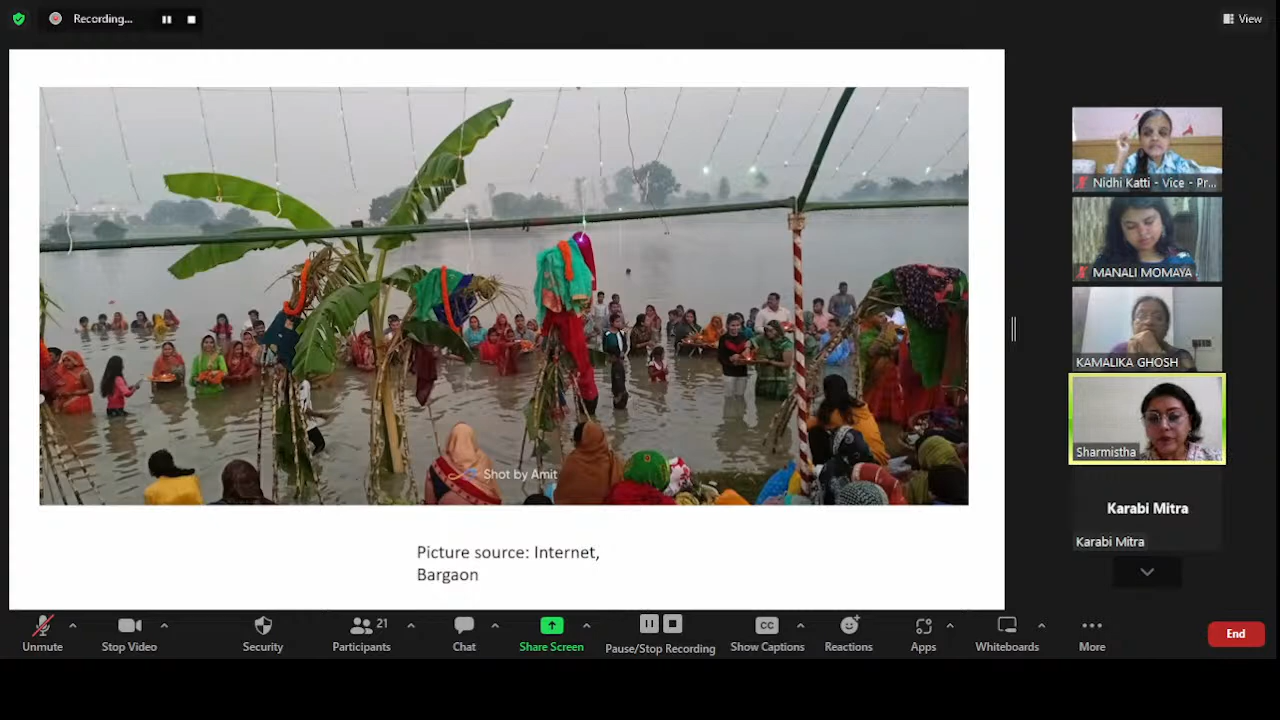 Recording...
View
Nidhi Katti - Vice - Pr...
MANALI MOMAYA
KAMALIKA GHOSH
Sharmistha
Karabi Mitra
Karabi Mitra
Shot by Amit
Picture source: Internet,
Bargaon
Unmute
Stop Video
Security
21
Participants
Chat
Share Screen
Pause/Stop Recording
CC
Show Captions
Reactions
Apps
Whiteboards
More
End